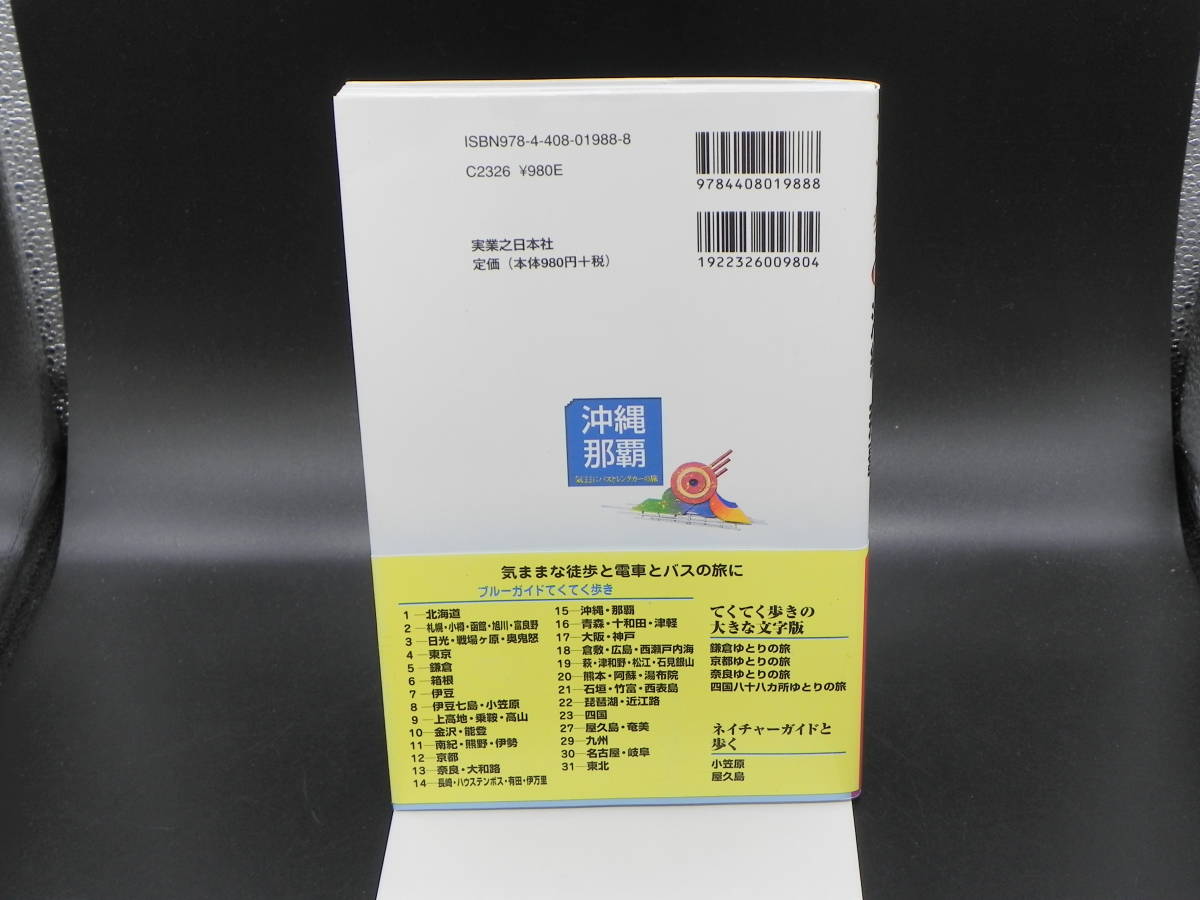 ISBN978-4-408-01988-8
C2326 ¥980E
9784408019888
実業之日本社
定価（本体980円＋税）
1922326009804
沖縄
那覇
気ままにバスとレンタカーの旅
気ままな徒歩と電車とバスの旅に
ブルーガイドてくてく歩き
1—北海道
2—札幌・小樽・函館・旭川・富良野
3—日光・戦場ヶ原・奥鬼怒
4—東京
5—鎌倉
6—箱根
7—伊豆
8—伊豆七島・小笠原
9—上高地・乗鞍・高山
10—金沢・能登
11—南紀・熊野・伊勢
12—京都
13—奈良・大和路
14—長崎・ハウステンボス・有田・伊万里
15—沖縄・那覇
16—青森・十和田・津軽
17—大阪・神戸
18—倉敷・広島・西瀬戸内海
19—萩・津和野・松江・石見銀山
20—熊本・阿蘇・湯布院
21—石垣・竹富・西表島
22—琵琶湖・近江路
23—四国
27—屋久島・奄美
29—九州
30—名古屋・岐阜
31—東北
てくてく歩きの
大きな文字版
鎌倉ゆとりの旅
京都ゆとりの旅
奈良ゆとりの旅
四国八十八カ所ゆとりの旅
ネイチャーガイドと
歩く
小笠原
屋久島